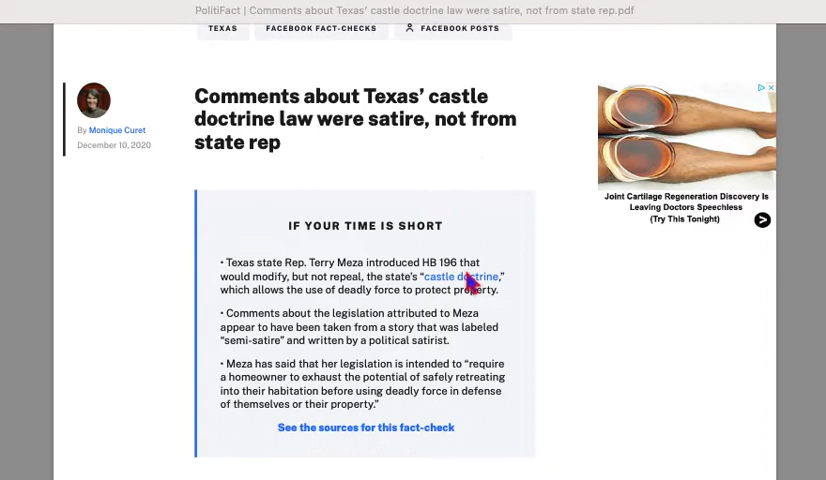 PolitiFact | Comments about Texas' castle doctrine law were satire, not from state rep.pdf
TEXAS
FACEBOOK FACT-CHECKS
FACEBOOK POSTS
By Monique Curet
December 10, 2020
Comments about Texas’ castle
doctrine law were satire, not from
state rep
IF YOUR TIME IS SHORT
• Texas state Rep. Terry Meza introduced HB 196 that
would modify, but not repeal, the state's “castle doctrine,”
which allows the use of deadly force to protect property.
• Comments about the legislation attributed to Meza
appear to have been taken from a story that was labeled
“semi-satire” and written by a political satirist.
• Meza has said that her legislation is intended to “require
a homeowner to exhaust the potential of safely retreating
into their habitation before using deadly force in defense
of themselves or their property.”
See the sources for this fact-check
Joint Cartilage Regeneration Discovery Is
Leaving Doctors Speechless
(Try This Tonight)